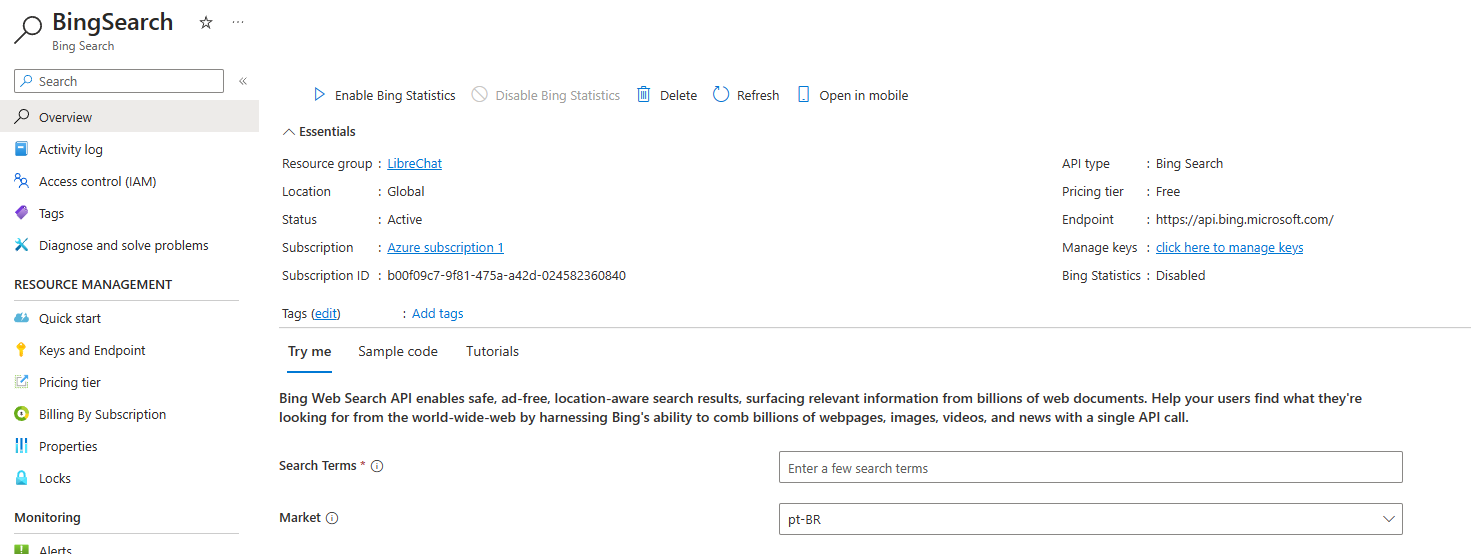 BingSearch
Bing Search
Search
Overview
Activity log
Access control (IAM)
Tags
Diagnose and solve problems
RESOURCE MANAGEMENT
Quick start
Keys and Endpoint
Pricing tier
Billing By Subscription
Properties
Locks
Monitoring
Alerts
Enable Bing Statistics Disable Bing Statistics Delete Refresh Open in mobile
Essentials
Resource group : LibreChat
Location : Global
Status : Active
Subscription : Azure subscription 1
Subscription ID : b00f09c7-9f81-475a-a42d-024582360840
API type : Bing Search
Pricing tier : Free
Endpoint : https://api.bing.microsoft.com/
Manage keys : click here to manage keys
Bing Statistics : Disabled
Tags (edit) : Add tags
Try me Sample code Tutorials
Bing Web Search API enables safe, ad-free, location-aware search results, surfacing relevant information from billions of web documents. Help your users find what they're
looking for from the world-wide-web by harnessing Bing's ability to comb billions of webpages, images, videos, and news with a single API call.
Search Terms * Enter a few search terms
Market pt-BR